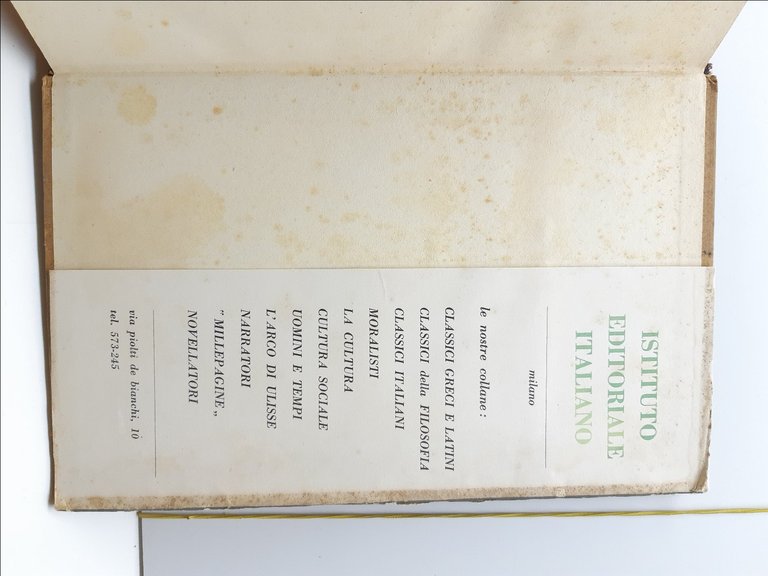 ISTITUTO
EDITORIALE
ITALIANO
milano
le nostre collane :
CLASSICI GRECI E LATINI
CLASSICI della FILOSOFIA
CLASSICI ITALIANI
MORALISTI
LA CULTURA
CULTURA SOCIALE
UOMINI E TEMPI
L'ARCO DI ULISSE
NARRATORI
"MILLEPAGINE„
NOVELLATORI
via piolti de bianchi, 10
tel. 573-245